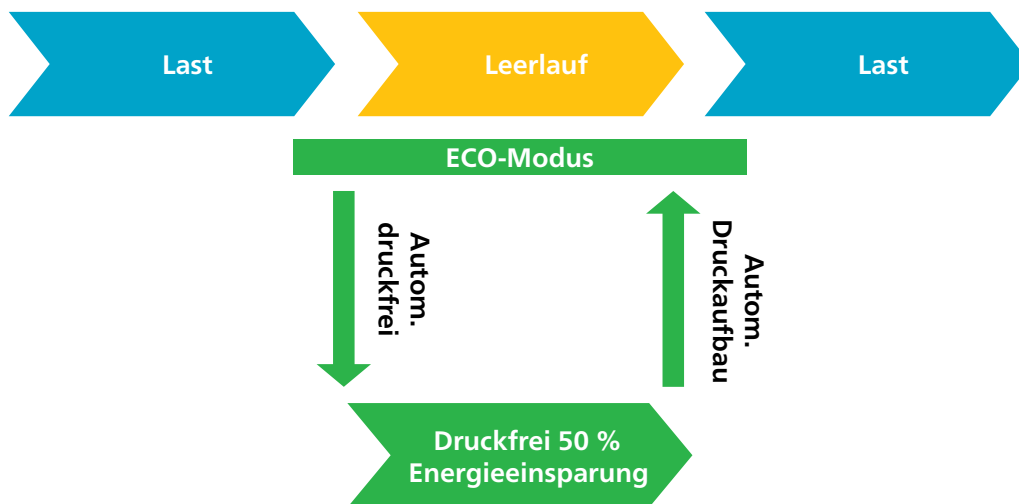 Last
Leerlauf
Last
ECO-Modus
Autom.
druckfrei
Autom.
Druckaufbau
Druckfrei 50 %
Energieeinsparung